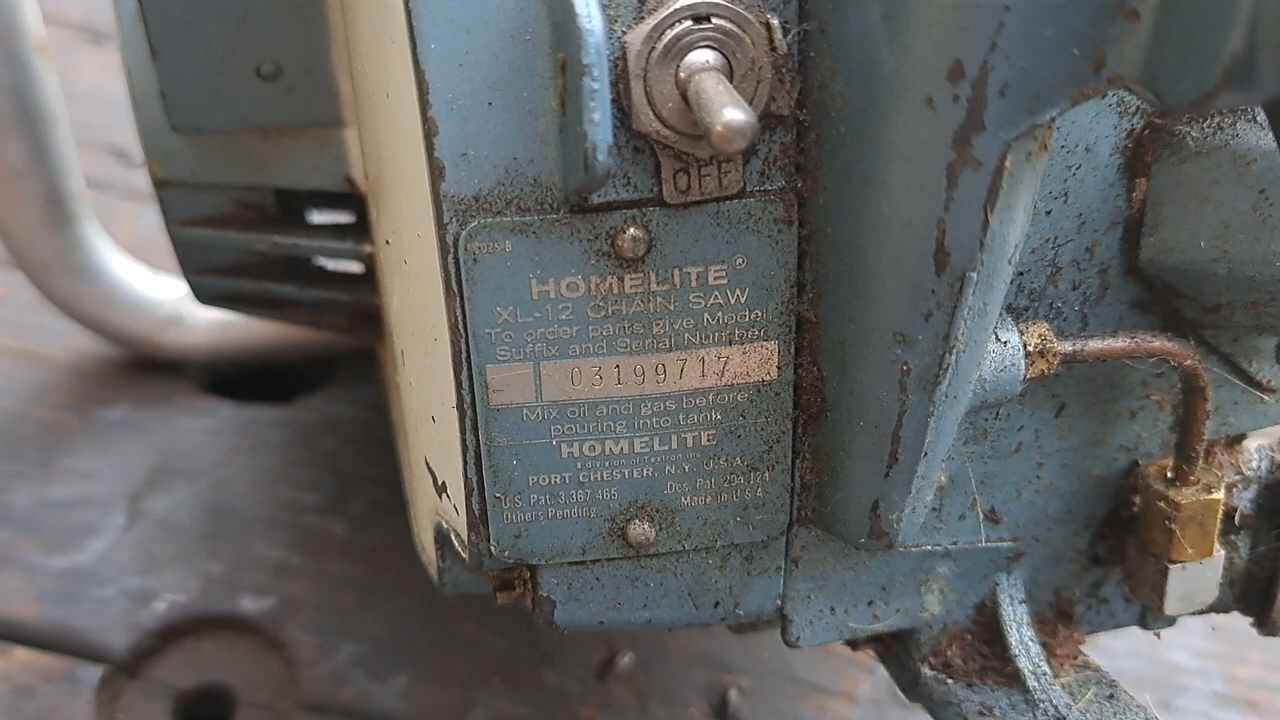 OFF
HOMELITE®
XL-12 CHAIN SAW
To order parts give Model,
Suffix and Serial Number
03199717
Mix oil and gas before
pouring into tank
HOMELITE
a division of Textron Inc.
PORT CHESTER, N.Y. U.S.A.
U.S. Pat. 3,367,465 Des. Pat. 204,124
Others Pending. Made in U S A